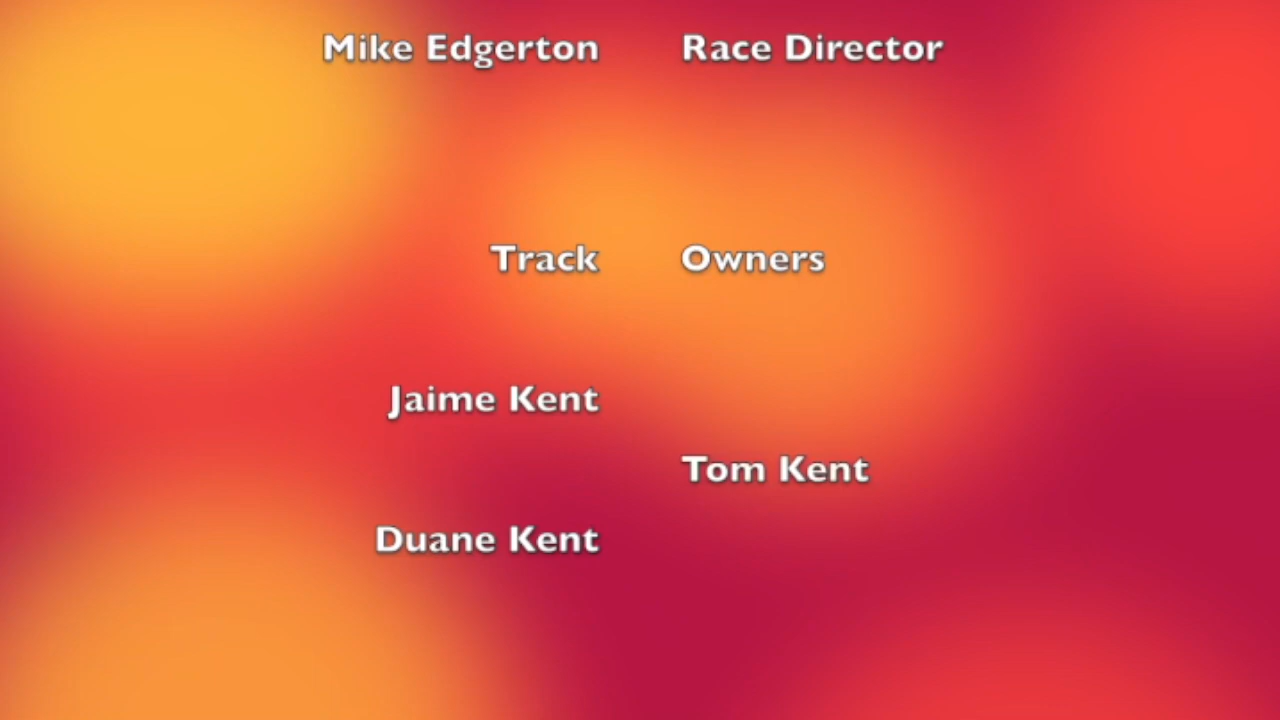 Mike Edgerton Race Director
Track Owners
Jaime Kent
Tom Kent
Duane Kent